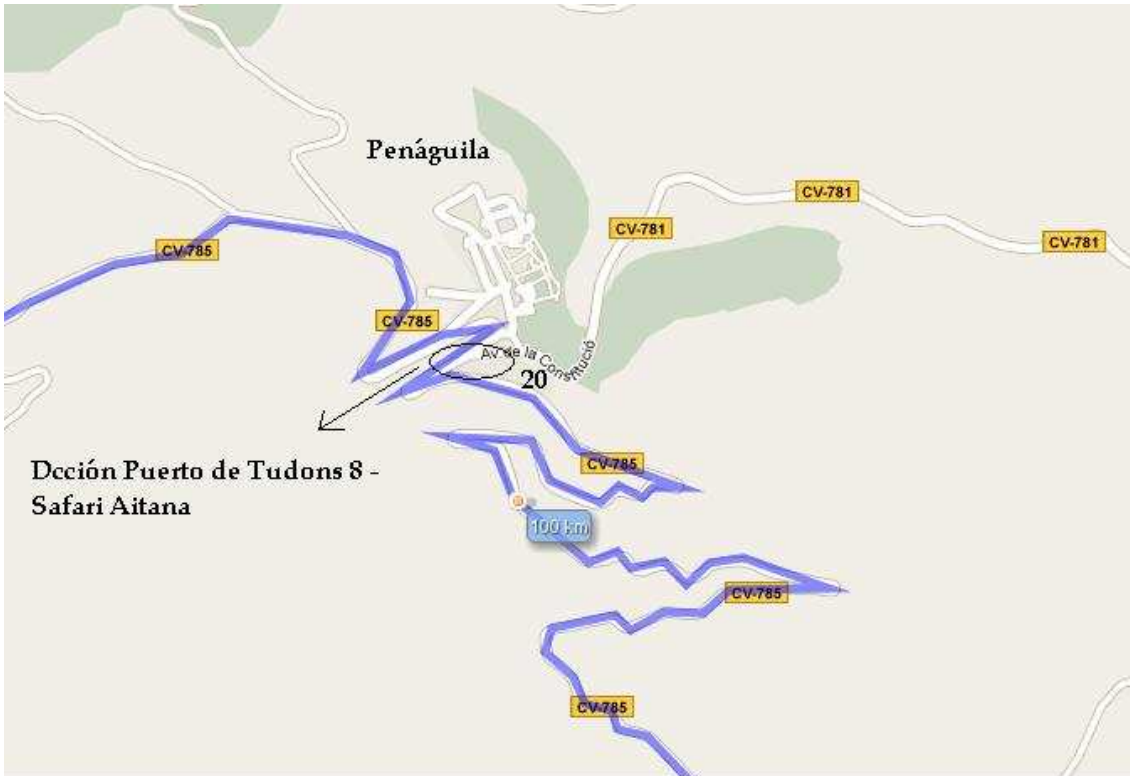 Penáguila
CV-781
CV-781
CV-781
CV-785
CV-785
Av de la Constitució
20
CV-785
Dcción Puerto de Tudons 8 -
Safari Aitana
100 km
CV-785
CV-785